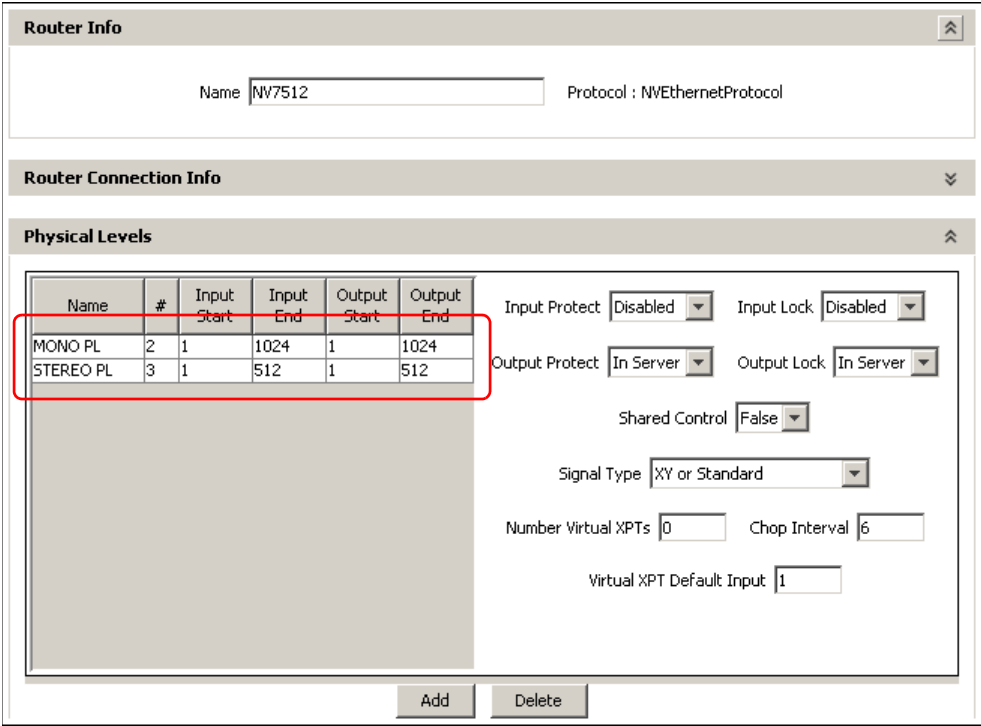 Router Info
Name NV7512 Protocol : NVEthernetProtocol
Router Connection Info
Physical Levels
Name # Input Start Input End Output Start Output End
MONO PL 2 1 1024 1 1024
STEREO PL 3 1 512 1 512
Input Protect Disabled Input Lock Disabled
Output Protect In Server Output Lock In Server
Shared Control False
Signal Type XY or Standard
Number Virtual XPTs 0 Chop Interval 6
Virtual XPT Default Input 1
Add Delete